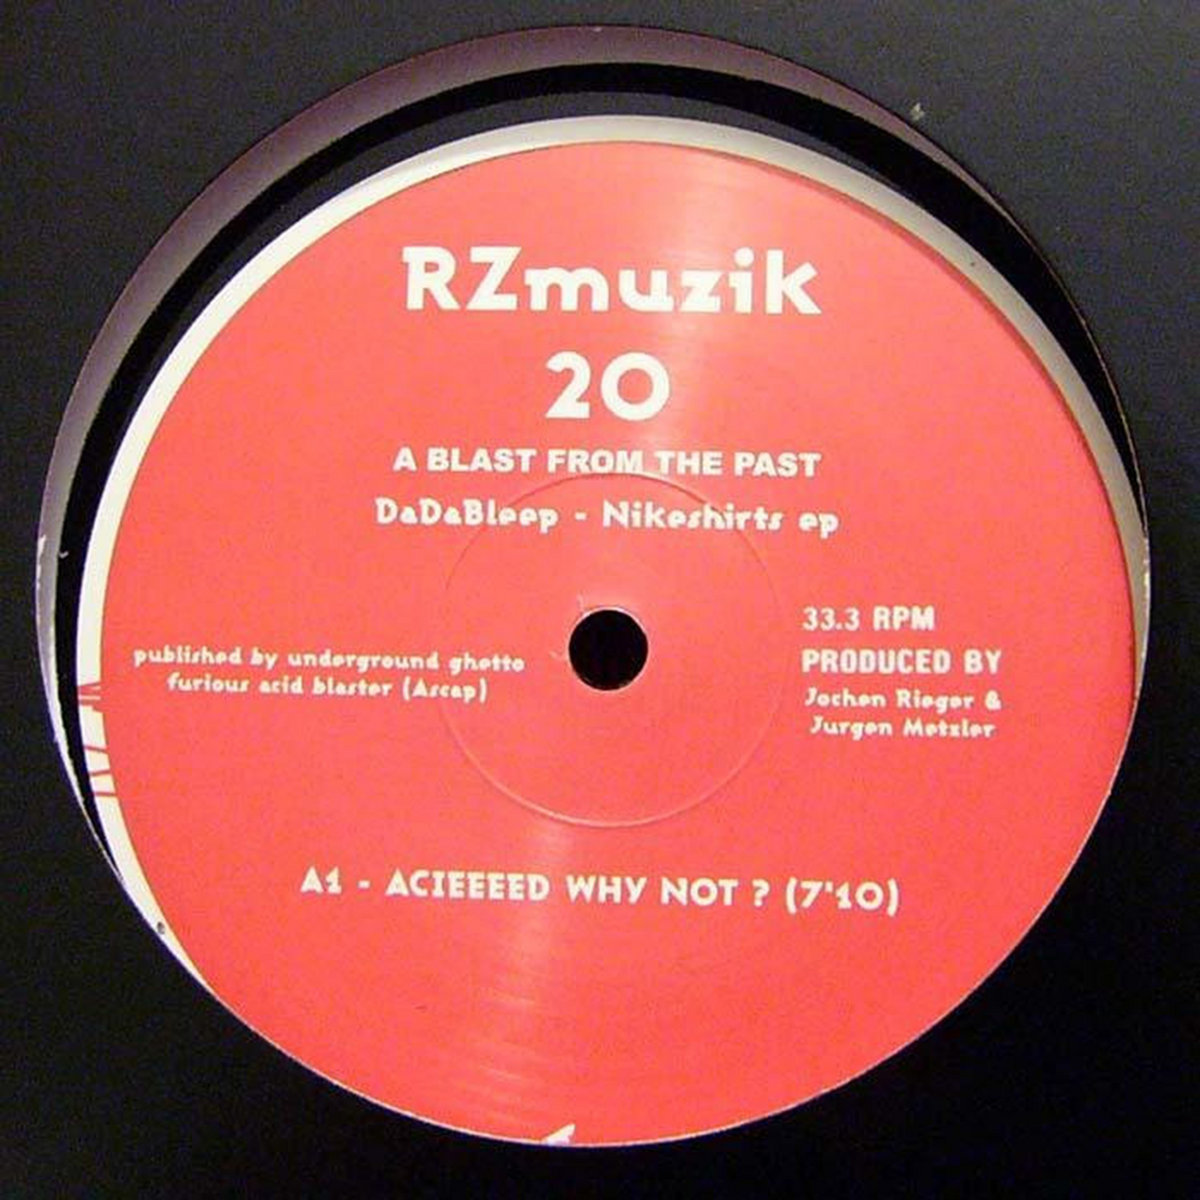 RZmuzik
20
A BLAST FROM THE PAST
DaDaBleep - Nikeshirts ep
33.3 RPM
PRODUCED BY
Jochen Rieger &
Jurgen Metzler
published by underground ghetto
furious acid blaster (Ascap)
A1 - ACIEEEED WHY NOT ? (7'10)